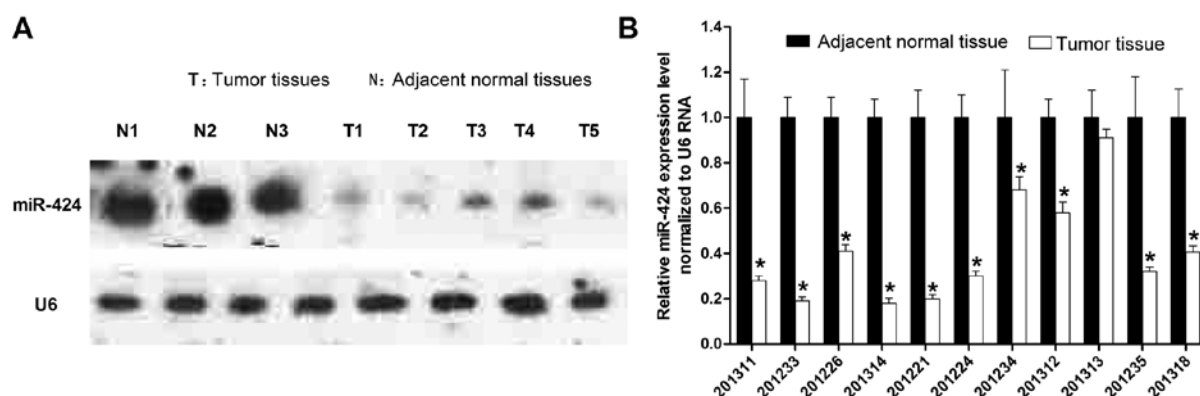 A
T : Tumor tissues N: Adjacent normal tissues
N1 N2 N3 T1 T2 T3 T4 T5
miR-424
U6
B
Adjacent normal tissue Tumor tissue
Relative miR-424 expression level
normalized to U6 RNA
1.4
1.2
1.0
0.8
0.6
0.4
0.2
0.0
* * * * * * * * * *
201311 201233 201226 201314 201221 201224 201234 201312 201313 201235 201318